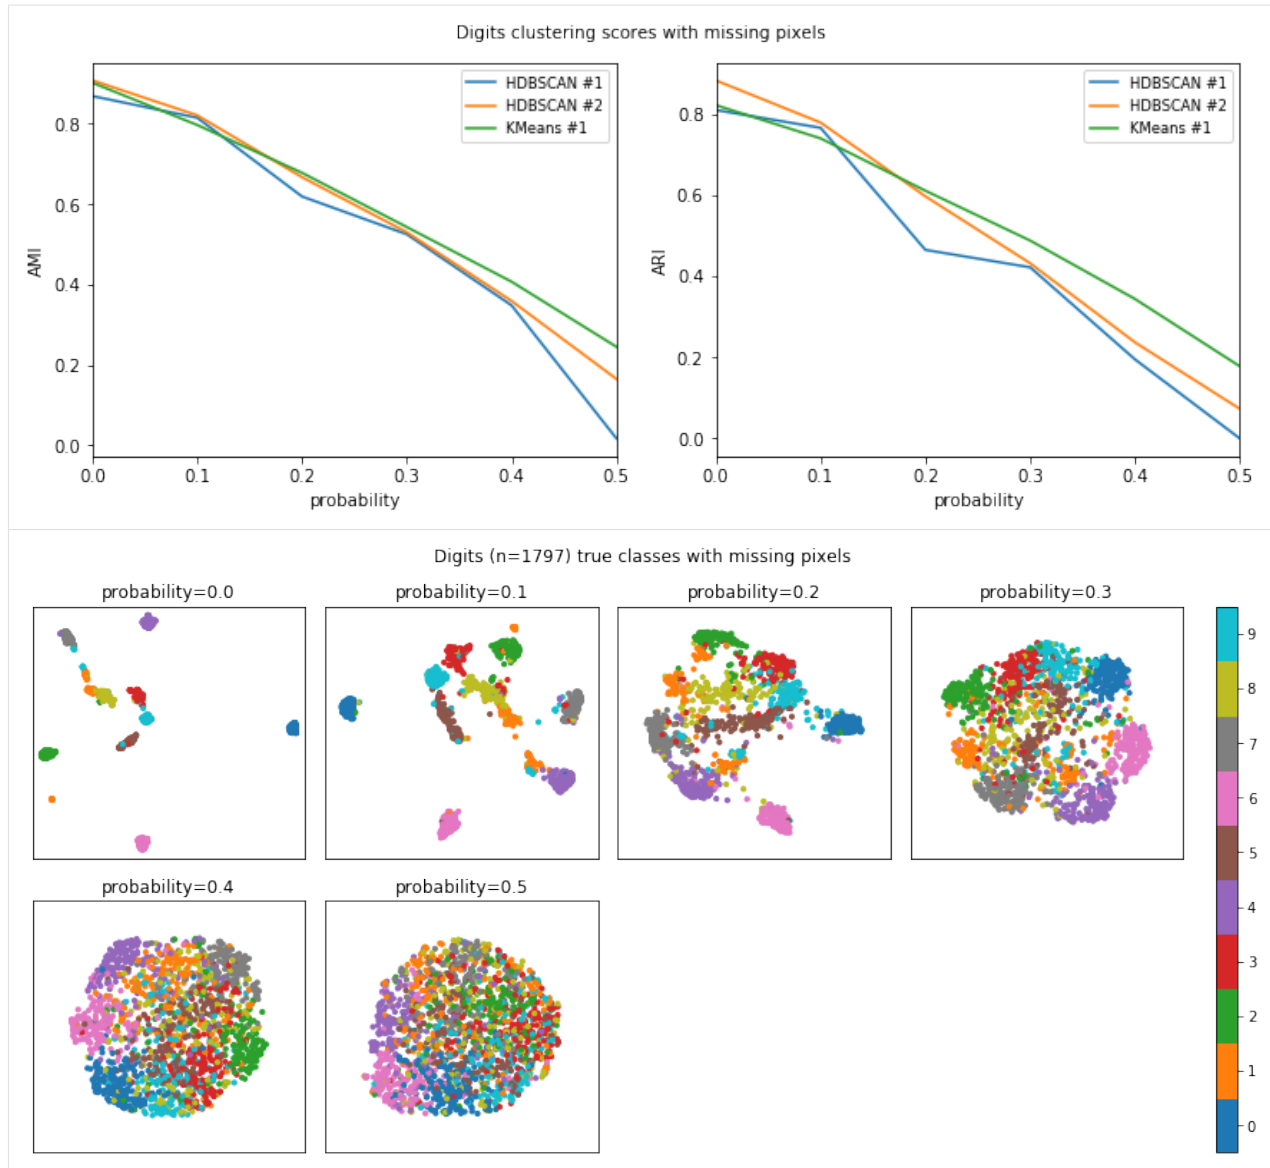 Digits clustering scores with missing pixels
HDBSCAN #1
HDBSCAN #2
KMeans #1
AMI
0.8
0.6
0.4
0.2
0.0
0.0 0.1 0.2 0.3 0.4 0.5
probability
HDBSCAN #1
HDBSCAN #2
KMeans #1
ARI
0.8
0.6
0.4
0.2
0.0
0.0 0.1 0.2 0.3 0.4 0.5
probability
Digits (n=1797) true classes with missing pixels
probability=0.0
probability=0.1
probability=0.2
probability=0.3
probability=0.4
probability=0.5
9
8
7
6
5
4
3
2
1
0